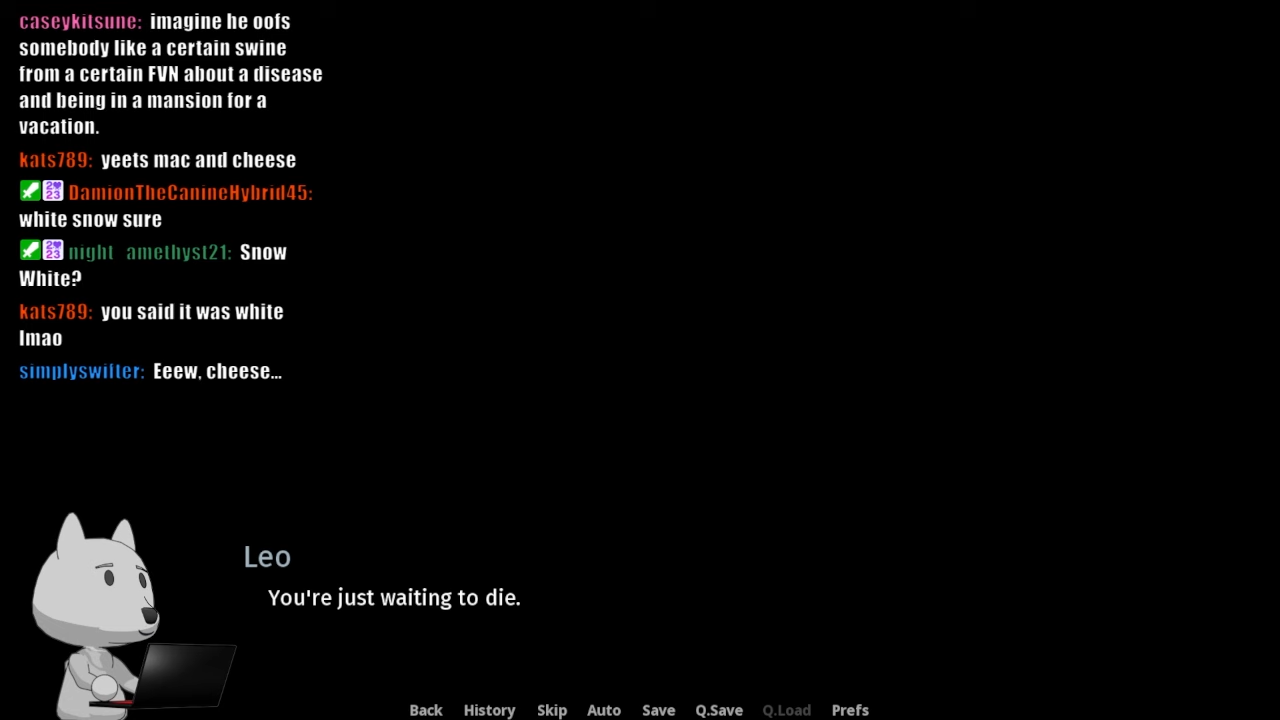 caseykitsune: imagine he oofs
somebody like a certain swine
from a certain FVN about a disease
and being in a mansion for a
vacation.
kats789: yeets mac and cheese
DamionTheCanineHybrid45:
white snow sure
night_amethyst21: Snow
White?
kats789: you said it was white
lmao
simplyswifter: Eeew, cheese...
Leo
You're just waiting to die.
Back History Skip Auto Save Q.Save Q.Load Prefs